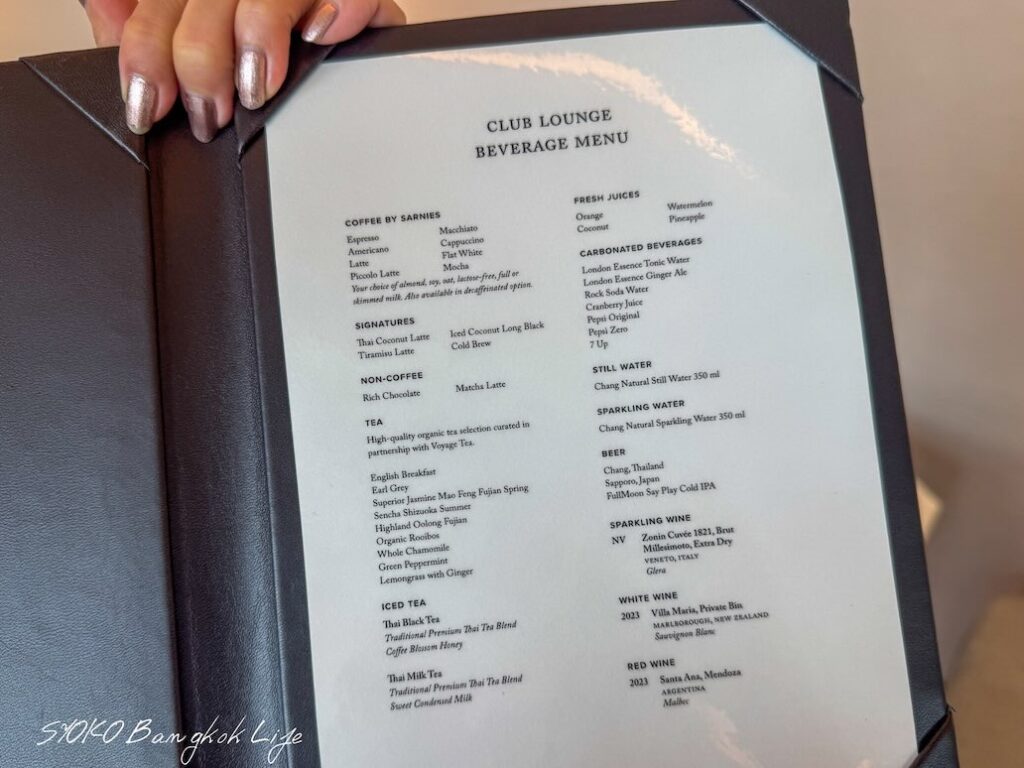 CLUB LOUNGE
BEVERAGE MENU
COFFEE BY SARNIES
Espresso
Americano
Latte
Piccolo Latte
Macchiato
Cappuccino
Flat White
Mocha
Your choice of almond, soy, oat, lactose-free, full or
skimmed milk. Also available in decaffeinated option.
SIGNATURES
Thai Coconut Latte
Tiramisu Latte
Iced Coconut Long Black
Cold Brew
NON-COFFEE
Rich Chocolate
Matcha Latte
TEA
High-quality organic tea selection curated in
partnership with Voyage Tea.
English Breakfast
Earl Grey
Superior Jasmine Mao Feng Fujian Spring
Sencha Shizuoka Summer
Highland Oolong Fujian
Organic Rooibos
Whole Chamomile
Green Peppermint
Lemongrass with Ginger
ICED TEA
Thai Black Tea
Traditional Premium Thai Tea Blend
Coffee Blossom Honey
Thai Milk Tea
Traditional Premium Thai Tea Blend
Sweet Condensed Milk
FRESH JUICES
Orange
Coconut
Watermelon
Pineapple
CARBONATED BEVERAGES
London Essence Tonic Water
London Essence Ginger Ale
Rock Soda Water
Cranberry Juice
Pepsi Original
Pepsi Zero
7 Up
STILL WATER
Chang Natural Still Water 350 ml
SPARKLING WATER
Chang Natural Sparkling Water 350 ml
BEER
Chang, Thailand
Sapporo, Japan
FullMoon Say Play Cold IPA
SPARKLING WINE
NV Zonin Cuvée 1821, Brut
Millesimoto, Extra Dry
VENETO, ITALY
Glera
WHITE WINE
2023 Villa Maria, Private Bin
MARLBOROUGH, NEW ZEALAND
Sauvignon Blanc
RED WINE
2023 Santa Ana, Mendoza
ARGENTINA
Malbec
SYOKO Bangkok Life